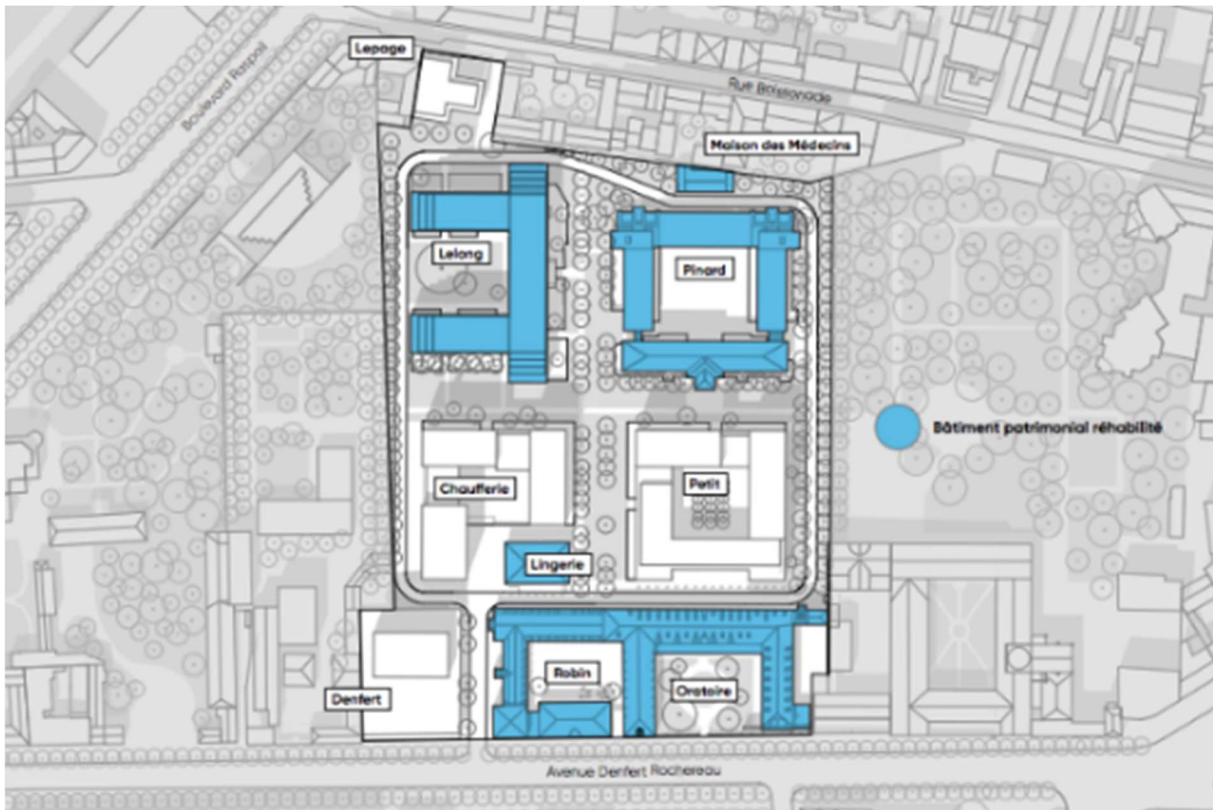 Lepage
Boulevard Raspail
Rue Boissonade
Maison des Médecins
Lelong
Pinard
Bâtiment patrimonial réhabilité
Chaufferie
Petit
Lingerie
Robin
Oratoire
Denfert
Avenue Denfert Rochereau